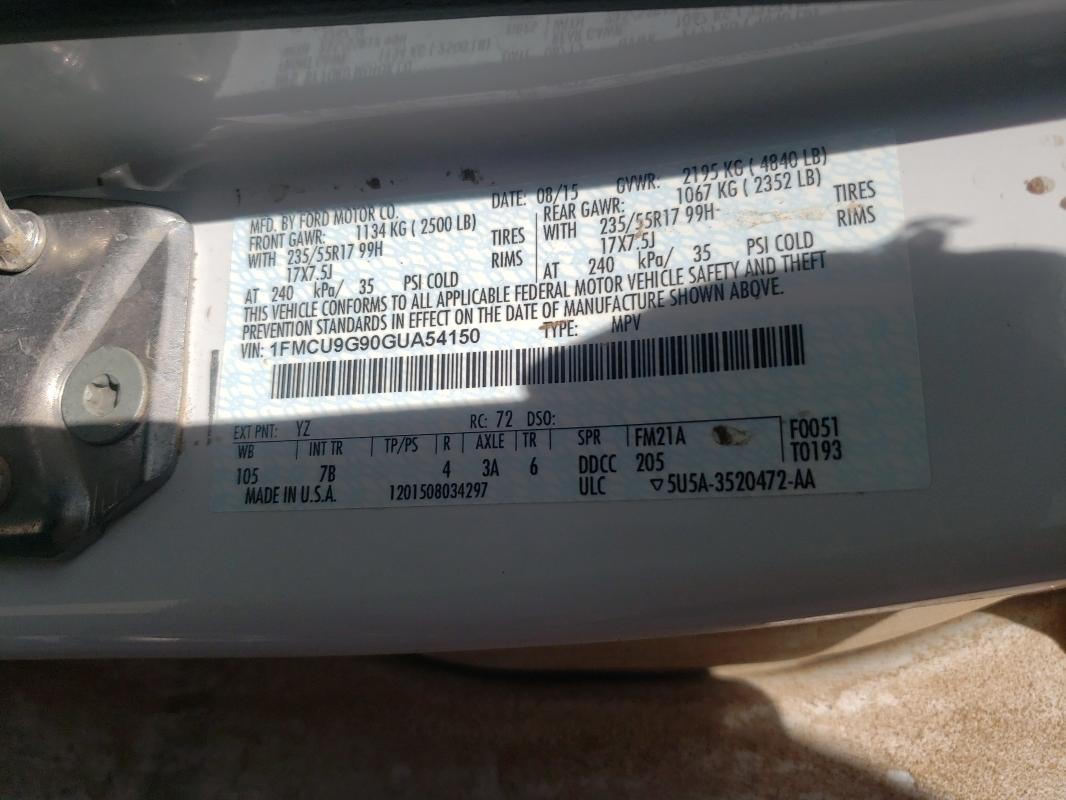 DATE: 08/15 GVWR: 2195 KG ( 4840 LB)
MFD. BY FORD MOTOR CO.
FRONT GAWR: 1134 KG ( 2500 LB)
WITH 235/55R17 99H TIRES
17X7.5J RIMS
AT 240 kPa/ 35 PSI COLD
REAR GAWR: 1067 KG ( 2352 LB)
WITH 235/55R17 99H TIRES
17X7.5J RIMS
AT 240 kPa/ 35 PSI COLD
THIS VEHICLE CONFORMS TO ALL APPLICABLE FEDERAL MOTOR VEHICLE SAFETY AND THEFT
PREVENTION STANDARDS IN EFFECT ON THE DATE OF MANUFACTURE SHOWN ABOVE.
VIN: 1FMCU9G90GUA54150 TYPE: MPV
EXT PNT: YZ RC: 72 DSO:
WB INT TR TP/PS R AXLE TR SPR FM21A F0051
105 7B 4 3A 6 DDCC 205 T0193
MADE IN U.S.A. 1201508034297 ULC ▽5U5A-3520472-AA